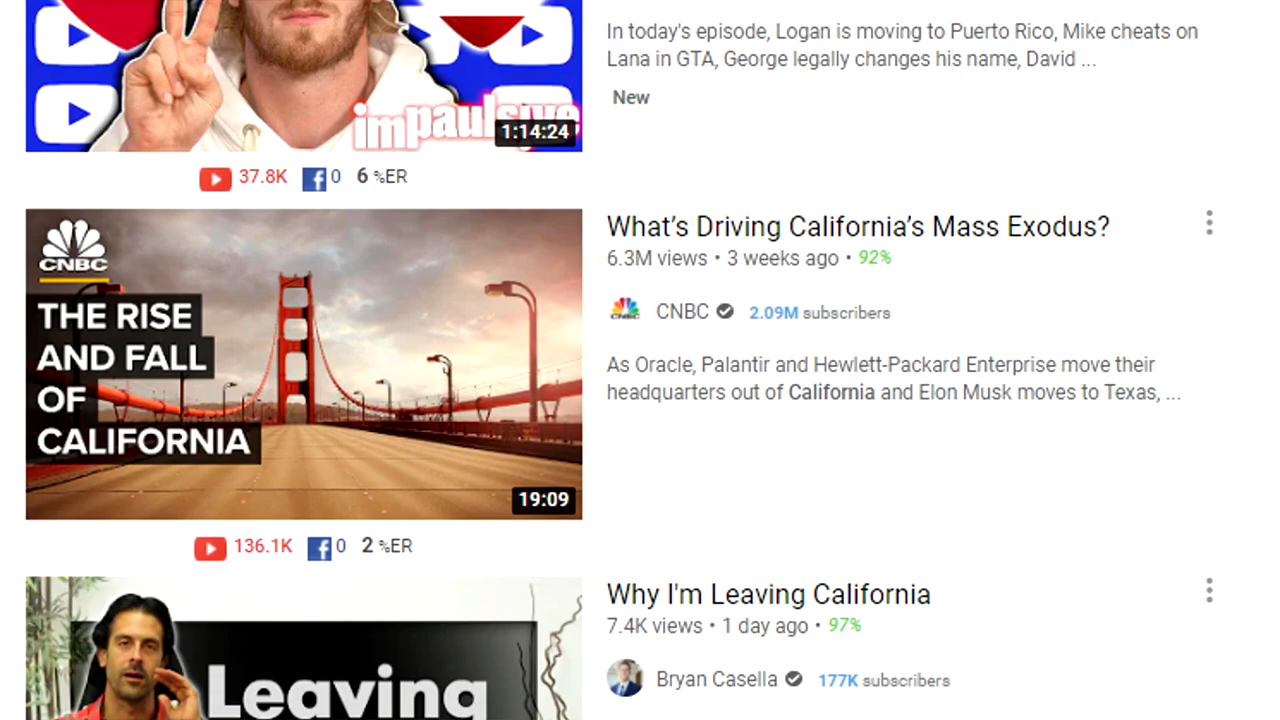 In today's episode, Logan is moving to Puerto Rico, Mike cheats on
Lana in GTA, George legally changes his name, David ...
New
impaulsive
1:14:24
37.8K 0 6 %ER
CNBC
THE RISE
AND FALL
OF
CALIFORNIA
19:09
What’s Driving California’s Mass Exodus?
6.3M views • 3 weeks ago • 92%
CNBC 2.09M subscribers
As Oracle, Palantir and Hewlett-Packard Enterprise move their
headquarters out of California and Elon Musk moves to Texas, ...
136.1K 0 2 %ER
Leaving
Why I'm Leaving California
7.4K views • 1 day ago • 97%
Bryan Casella 177K subscribers